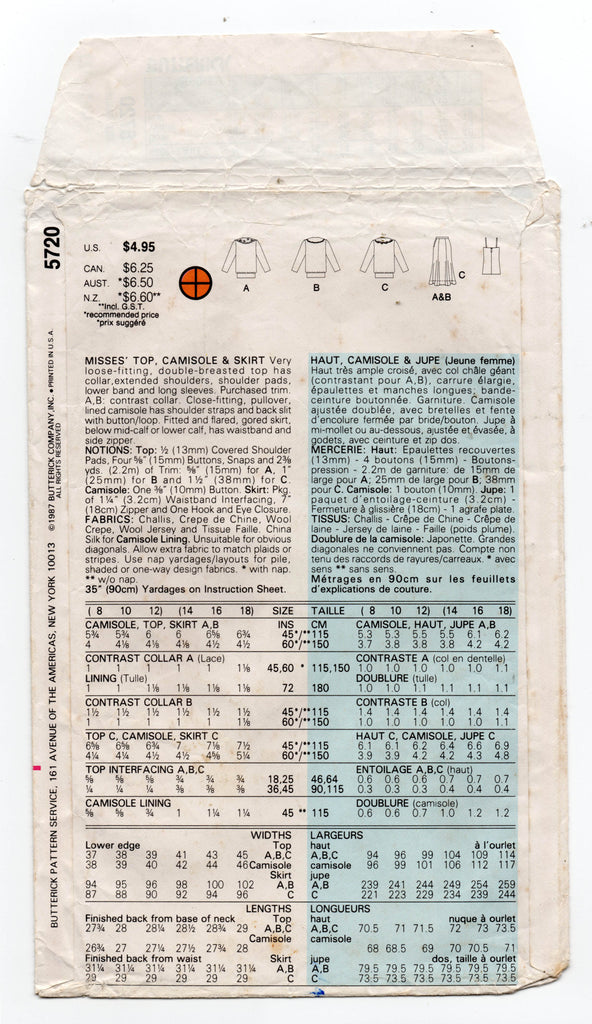 5720
U.S. $4.95
CAN. $6.25
AUST. *$6.50
N.Z. *$6.60**
**Incl. G.S.T.
*recommended price
*prix suggéré
A
B
C
A&B
C
BUTTERICK PATTERN SERVICE, 161 AVENUE OF THE AMERICAS, NEW YORK, NEW YORK 10013 ©1987 BUTTERICK COMPANY,INC. • PRINTED IN U.S.A.
ALL RIGHTS RESERVED
MISSES' TOP, CAMISOLE & SKIRT Very
loose-fitting, double-breasted top has
collar,extended shoulders, shoulder pads,
lower band and long sleeves. Purchased trim.
A,B: contrast collar. Close-fitting, pullover,
lined camisole has shoulder straps and back slit
with button/loop. Fitted and flared, gored skirt,
below mid-calf or lower calf, has waistband and
side zipper.
NOTIONS: Top: ½ (13mm) Covered Shoulder
Pads, Four ⅝" (15mm) Buttons, Snaps and 2⅜
yds. (2.2m) of Trim: ⅝" (15mm) for A, 1"
(25mm) for B and 1½" (38mm) for C.
Camisole: One ⅜" (10mm) Button. Skirt: Pkg.
of 1¼" (3.2cm) Waistband Interfacing, 7"
(18cm) Zipper and One Hook and Eye Closure.
FABRICS: Challis, Crepe de Chine, Wool
Crepe, Wool Jersey and Tissue Faille. China
Silk for Camisole Lining. Unsuitable for obvious
diagonals. Allow extra fabric to match plaids or
stripes. Use nap yardages/layouts for pile,
shaded or one-way design fabrics. * with nap.
** w/o nap.
35" (90cm) Yardages on Instruction Sheet.
HAUT, CAMISOLE & JUPE (Jeune femme)
Haut très ample croisé, avec col châle géant
(contrastant pour A,B), carrure élargie,
épaulettes et manches longues; bande-
ceinture boutonnée. Garniture. Camisole
ajustée doublée, avec bretelles et fente
d'encolure fermée par bride/bouton. Jupe à
mi-mollet ou au-dessous, ajustée et évasée, à
godets, avec ceinture et zip dos.
MERCERIE: Haut: Epaulettes recouvertes
(13mm) - 4 boutons (15mm) - Boutons-
pression - 2.2m de garniture: de 15mm de
large pour A; 25mm de large pour B; 38mm
pour C. Camisole: 1 bouton (10mm). Jupe: 1
paquet d'entoilage-ceinture (3.2cm) -
Fermeture à glissière (18cm) - 1 agrafe plate.
TISSUS: Challis - Crêpe de Chine - Crêpe de
laine - Jersey de laine - Faille (poids plume).
Doublure de la camisole: Japonette. Grandes
diagonales ne conviennent pas. Compte non
tenu des raccords de rayures/carreaux. * avec
sens ** sans sens.
Métrages en 90cm sur les feuilles
d'explications de couture.
( 8 10 12) (14 16 18) SIZE TAILLE ( 8 10 12) (14 16 18)
CAMISOLE, TOP, SKIRT A,B INS CM CAMISOLE, HAUT, JUPE A,B
5¾ 5¾ 6 6 6⅝ 6¾ 45*/** 115 5.3 5.3 5.5 5.5 6.1 6.2
4 4⅛ 4⅛ 4⅛ 4½ 4½ 60*/** 150 3.7 3.8 3.8 3.8 4.2 4.2
CONTRAST COLLAR A (Lace) CONTRASTE A (col en dentelle)
1 1 1 1 1⅛ 1⅛ 45,60 * 115,150 1.0 1.0 1.0 1.0 1.0 1.1
LINING (Tulle) DOUBLURE (tulle)
1 1 1⅛ 1⅛ 1⅛ 1⅛ 72 180 1.0 1.0 1.1 1.1 1.1 1.1
CONTRAST COLLAR B CONTRASTE B (col)
1½ 1½ 1½ 1½ 1½ 1½ 45*/** 115 1.4 1.4 1.4 1.4 1.4 1.4
1 1 1 1 1 1⅛ 60*/** 150 1.0 1.0 1.0 1.0 1.0 1.1
TOP C, CAMISOLE, SKIRT C HAUT C, CAMISOLE, JUPE C
6⅝ 6⅝ 6¾ 7 7⅛ 7½ 45*/** 115 6.1 6.1 6.2 6.4 6.6 6.9
4¼ 4¼ 4½ 4½ 4⅝ 5¼ 60*/** 150 3.9 3.9 4.2 4.2 4.3 4.8
TOP INTERFACING A,B,C ENTOILAGE A,B,C (haut)
⅝ ⅝ ⅝ ¾ ¾ ¾ 18,25 46,64 0.6 0.6 0.6 0.7 0.7 0.7
¼ ¼ ¼ ⅜ ⅜ ⅜ 36,45 90,115 0.3 0.3 0.3 0.4 0.4 0.4
CAMISOLE LINING DOUBLURE (camisole)
⅝ ⅝ ¾ 1 1¼ 1¼ 45 ** 115 0.6 0.6 0.7 1.0 1.2 1.2
WIDTHS LARGEURS
Lower edge Top haut à l'ourlet
37 38 39 41 43 45 A,B,C A,B,C 94 96 99 104 109 114
38 39 40 42 44 46 Camisole camisole 96 99 101 106 112 117
Skirt jupe
94 95 96 98 100 102 A,B A,B 239 241 244 249 254 259
87 88 90 92 94 96 C C 221 223 229 234 239 244
LENGTHS LONGUEURS
Finished back from base of neck Top haut nuque à ourlet
27¾ 28 28¼ 28½ 28¾ 29 A,B,C A,B,C 70.5 71 71.5 72 73 73.5
Camisole camisole
26¾ 27 27¼ 27½ 27¾ 28 68 68.5 69 70 70.5 71
Finished back from waist Skirt jupe dos, taille à ourlet
31¼ 31¼ 31¼ 31¼ 31¼ 31¼ A,B A,B 79.5 79.5 79.5 79.5 79.5 79.5
29 29 29 29 29 29 C C 73.5 73.5 73.5 73.5 73.5 73.5